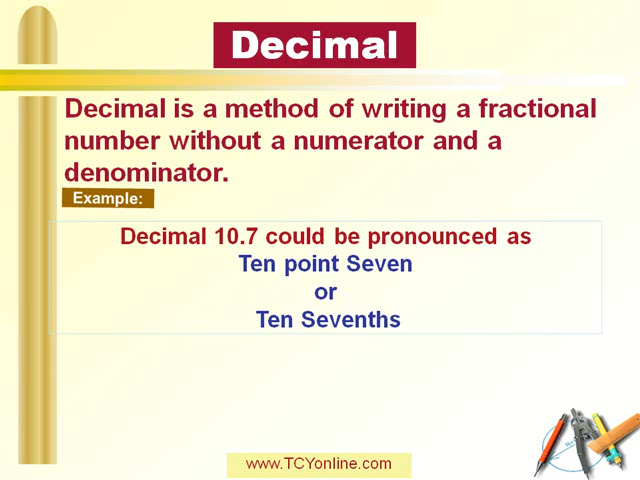 Decimal
Decimal is a method of writing a fractional
number without a numerator and a
denominator.
Example:
Decimal 10.7 could be pronounced as
Ten point Seven
or
Ten Sevenths
www.TCYonline.com